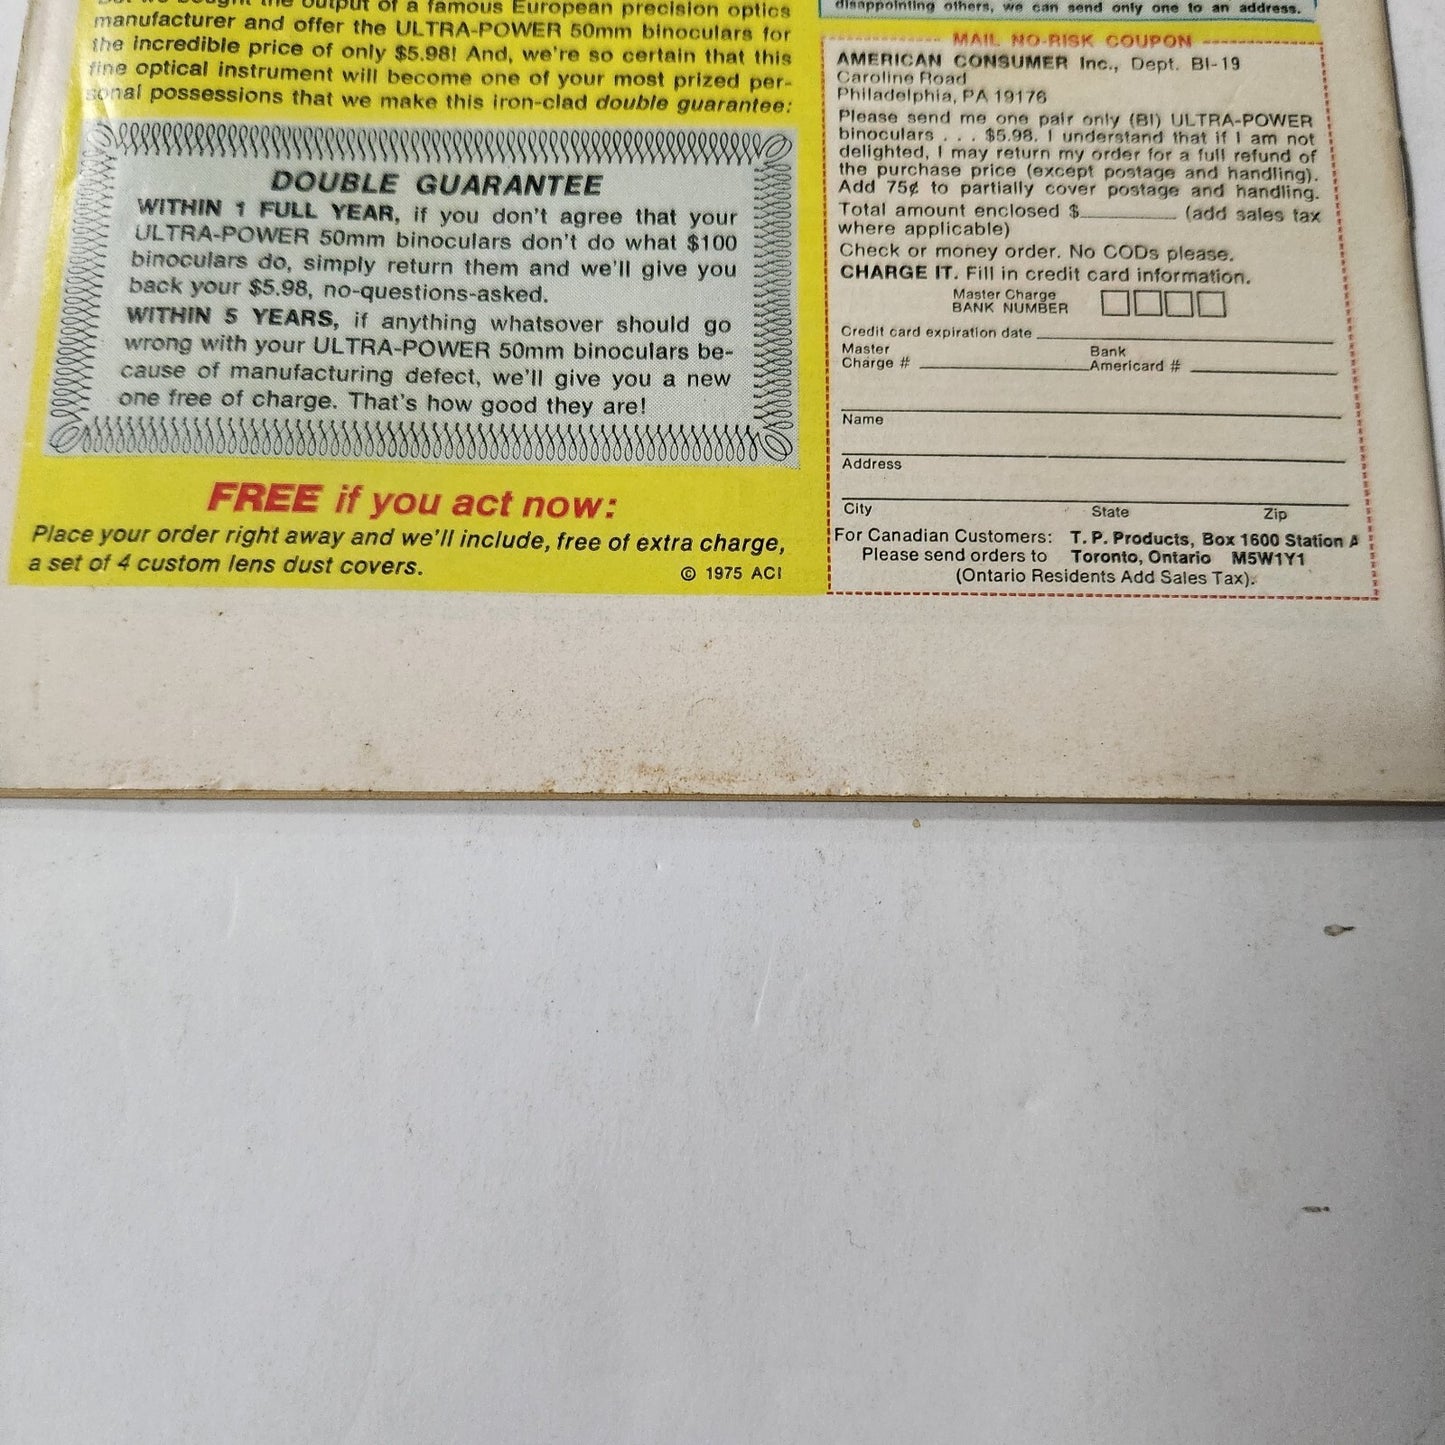 But we bought the output of a famous European precision optics
manufacturer and offer the ULTRA-POWER 50mm binoculars for
the incredible price of only $5.98! And, we're so certain that this
fine optical instrument will become one of your most prized per-
sonal possessions that we make this iron-clad double guarantee:
DOUBLE GUARANTEE
WITHIN 1 FULL YEAR, if you don't agree that your
ULTRA-POWER 50mm binoculars don't do what $100
binoculars do, simply return them and we'll give you
back your $5.98, no-questions-asked.
WITHIN 5 YEARS, if anything whatsover should go
wrong with your ULTRA-POWER 50mm binoculars be-
cause of manufacturing defect, we'll give you a new
one free of charge. That's how good they are!
FREE if you act now:
Place your order right away and we'll include, free of extra charge,
a set of 4 custom lens dust covers.
© 1975 ACI
disappointing others, we can send only one to an address.
MAIL NO-RISK COUPON
AMERICAN CONSUMER Inc., Dept. BI-19
Caroline Road
Philadelphia, PA 19176
Please send me one pair only (BI) ULTRA-POWER
binoculars . . . $5.98. I understand that if I am not
delighted, I may return my order for a full refund of
the purchase price (except postage and handling).
Add 75¢ to partially cover postage and handling.
Total amount enclosed $__________ (add sales tax
where applicable)
Check or money order. No CODs please.
CHARGE IT. Fill in credit card information.
Master Charge
BANK NUMBER
Credit card expiration date
Master Bank
Charge # Americard #
Name
Address
City State Zip
For Canadian Customers: T. P. Products, Box 1600 Station A
Please send orders to Toronto, Ontario M5W1Y1
(Ontario Residents Add Sales Tax).